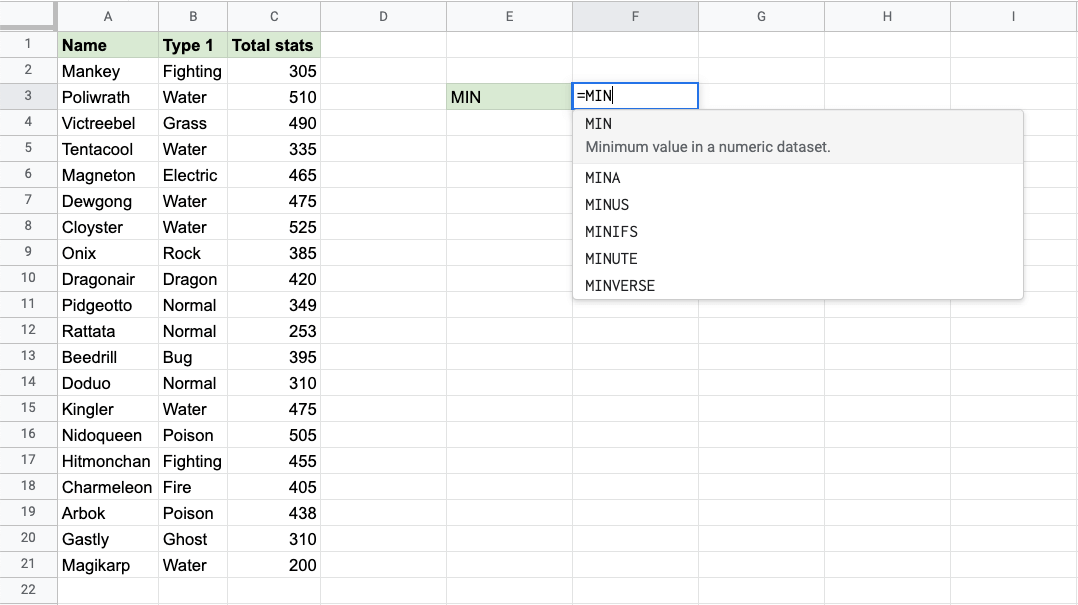 A B C D E F G H I
1 Name Type 1 Total stats
2 Mankey Fighting 305
3 Poliwrath Water 510 MIN =MIN
4 Victreebel Grass 490 MIN
5 Tentacool Water 335 Minimum value in a numeric dataset.
6 Magneton Electric 465 MINA
7 Dewgong Water 475 MINUS
8 Cloyster Water 525 MINIFS
9 Onix Rock 385 MINUTE
10 Dragonair Dragon 420 MINVERSE
11 Pidgeotto Normal 349
12 Rattata Normal 253
13 Beedrill Bug 395
14 Doduo Normal 310
15 Kingler Water 475
16 Nidoqueen Poison 505
17 Hitmonchan Fighting 455
18 Charmeleon Fire 405
19 Arbok Poison 438
20 Gastly Ghost 310
21 Magikarp Water 200
22